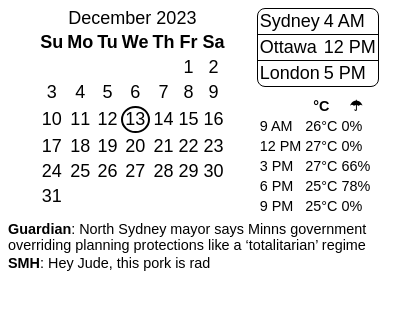 December 2023
Su Mo Tu We Th Fr Sa
1 2
3 4 5 6 7 8 9
10 11 12 13 14 15 16
17 18 19 20 21 22 23
24 25 26 27 28 29 30
31
Sydney 4 AM
Ottawa 12 PM
London 5 PM
°C ☂
9 AM 26°C 0%
12 PM 27°C 0%
3 PM 27°C 66%
6 PM 25°C 78%
9 PM 25°C 0%
Guardian: North Sydney mayor says Minns government
overriding planning protections like a ‘totalitarian’ regime
SMH: Hey Jude, this pork is rad